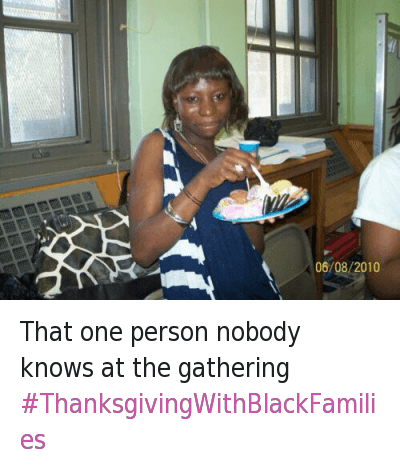 06/08/2010
That one person nobody
knows at the gathering
#ThanksgivingWithBlackFamili
es